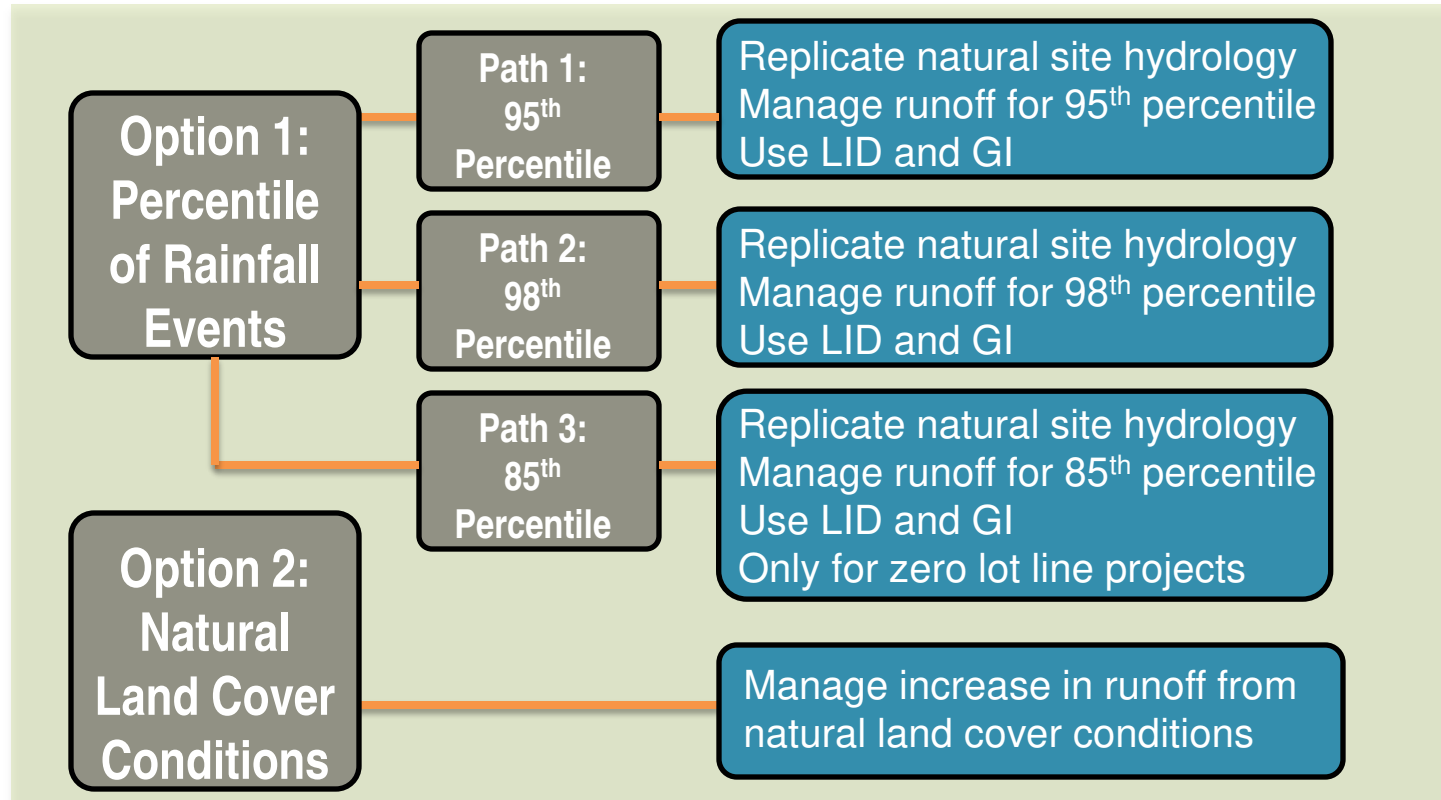 Option 1:
Percentile
of Rainfall
Events
Path 1:
95th
Percentile
Replicate natural site hydrology
Manage runoff for 95th percentile
Use LID and GI
Path 2:
98th
Percentile
Replicate natural site hydrology
Manage runoff for 98th percentile
Use LID and GI
Path 3:
85th
Percentile
Replicate natural site hydrology
Manage runoff for 85th percentile
Use LID and GI
Only for zero lot line projects
Option 2:
Natural
Land Cover
Conditions
Manage increase in runoff from
natural land cover conditions